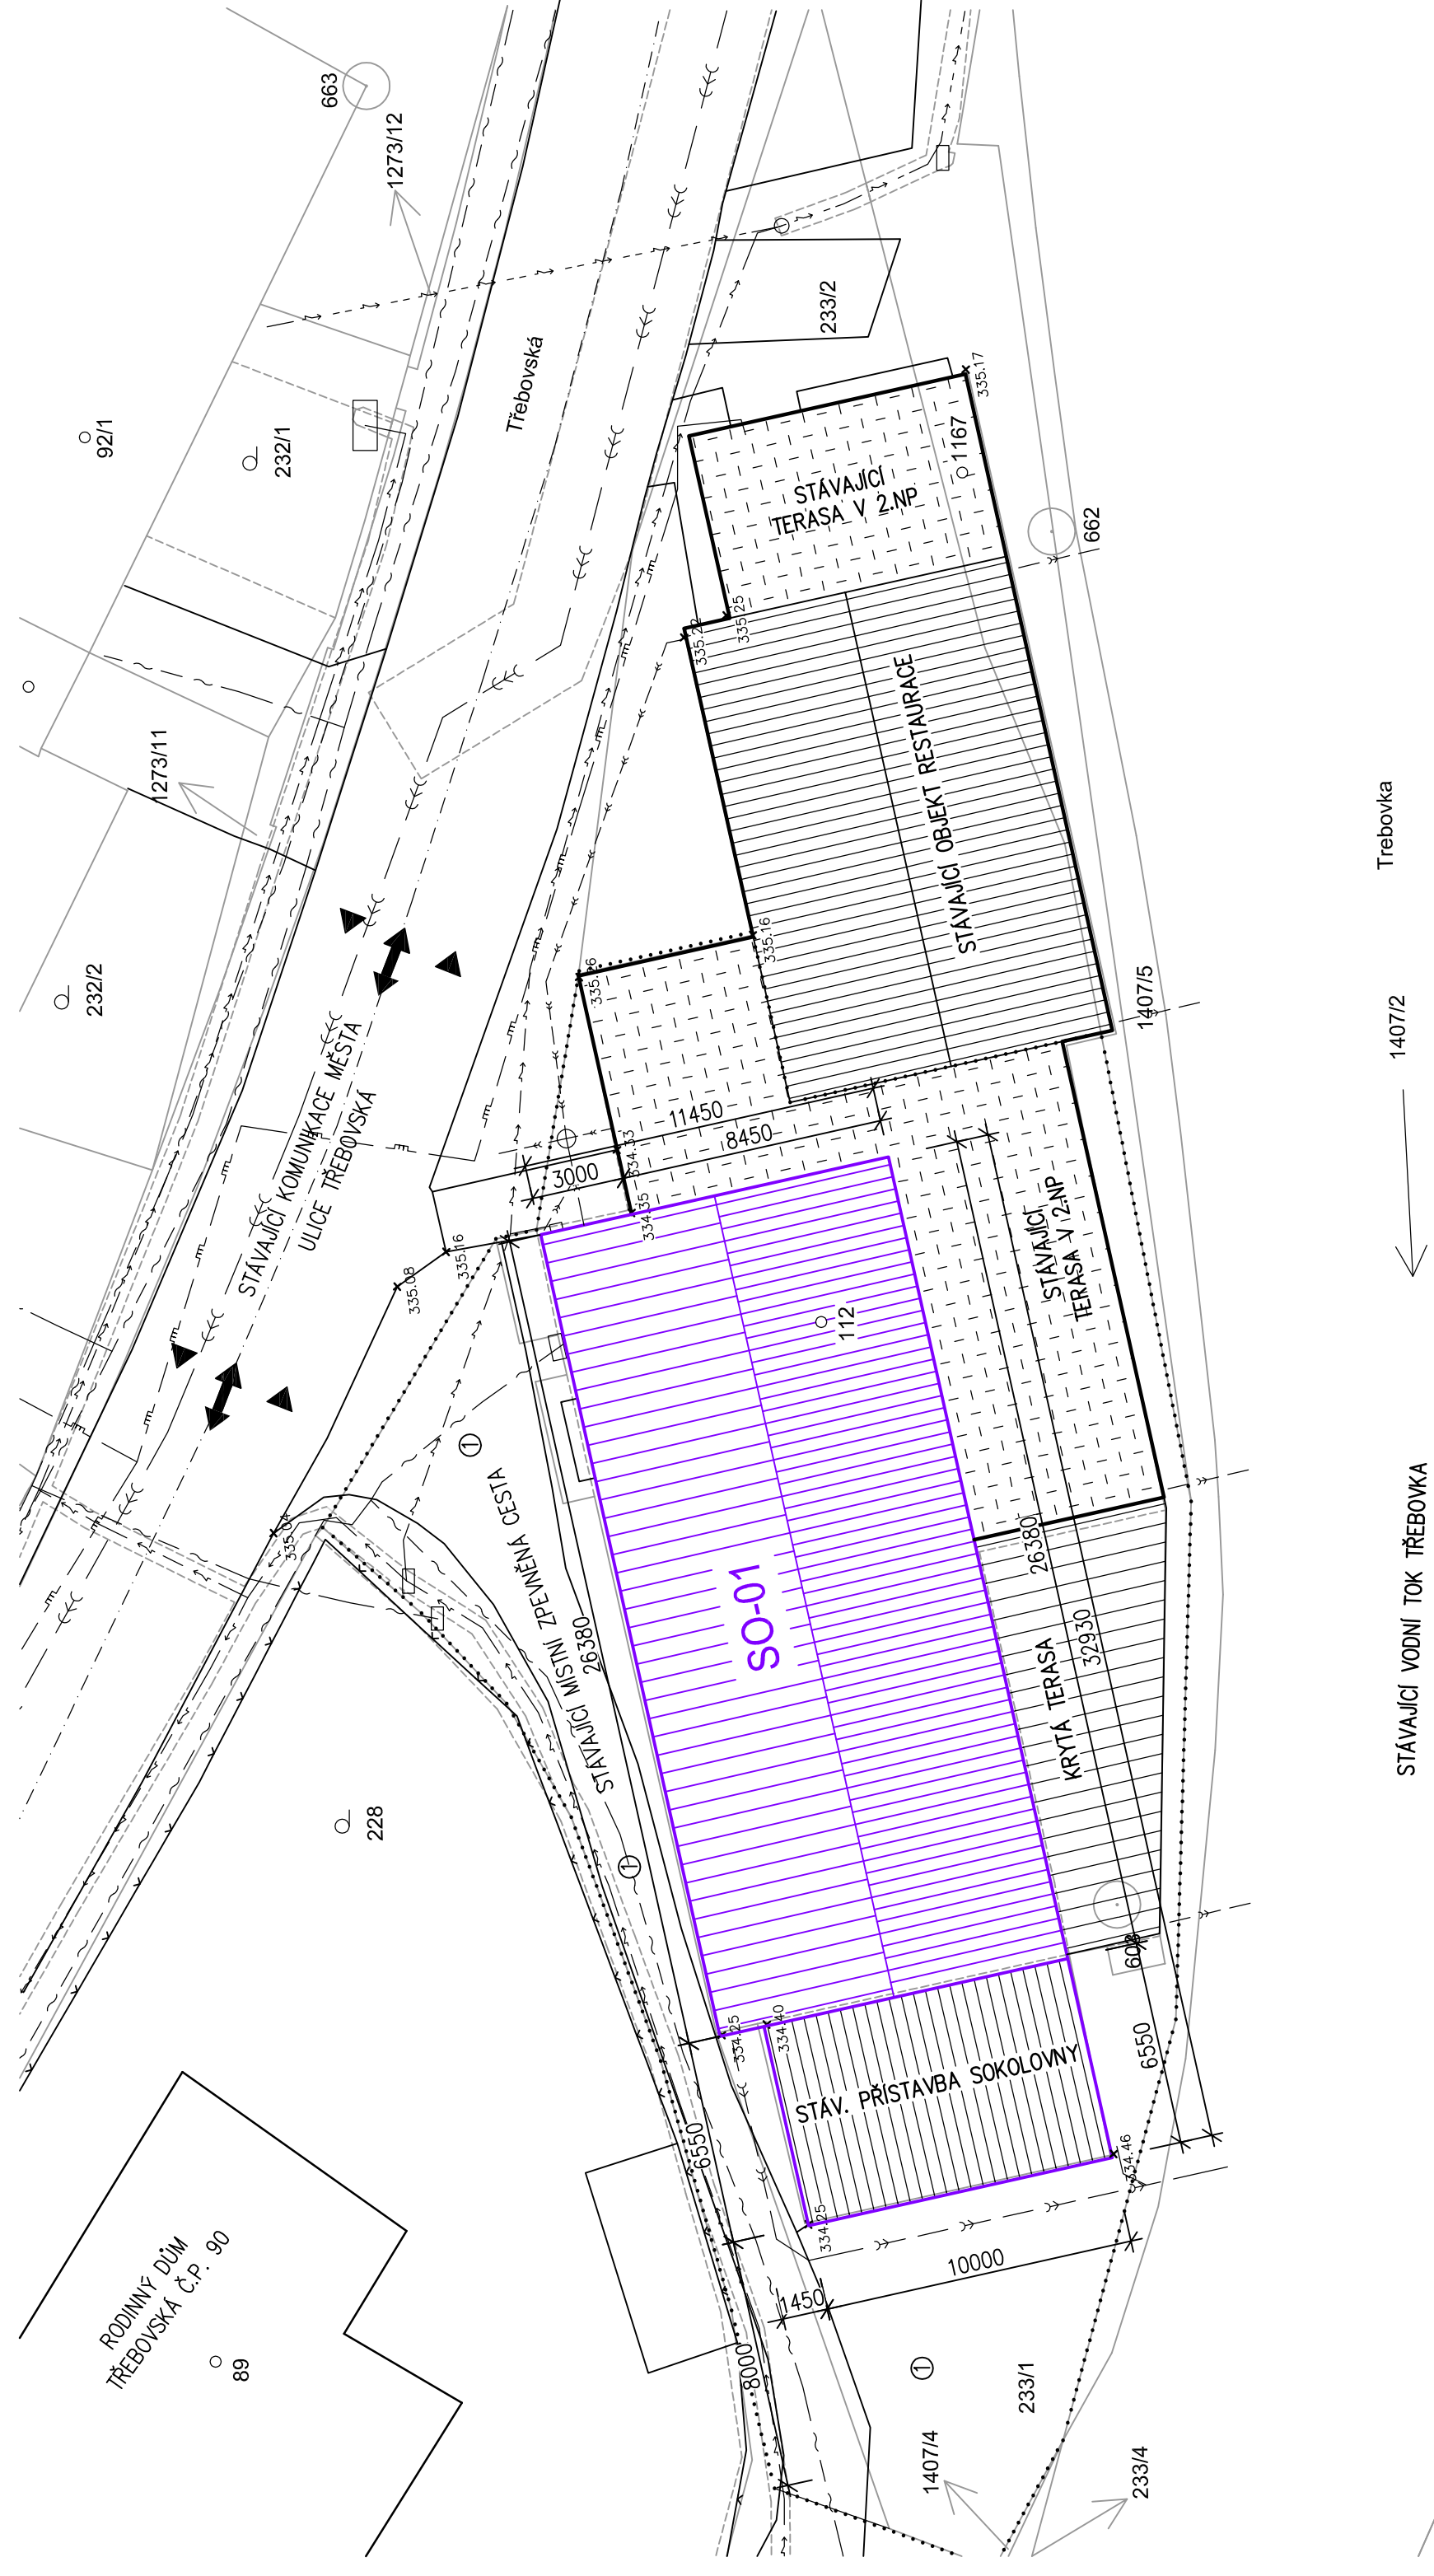 663
1273/12
92/1
232/1
Třebovská
233/2
335.17
1167
STÁVAJÍCÍ
TERASA V 2.NP
662
335.25
335.22
1273/11
STÁVAJÍCÍ OBJEKT RESTAURACE
Trebovka
232/2
335.16
1407/5
1407/2
STÁVAJÍCÍ KOMUNIKACE MĚSTA
ULICE TŘEBOVSKÁ
11450
8450
3000
334.33
334.35
335.16
335.08
STÁVAJÍCÍ
TERASA V 2.NP
112
1
335.04
STÁVAJÍCÍ MÍSTNÍ ZPEVNĚNÁ CESTA
26380
26380
32930
SO-01
KRYTÁ TERASA
STÁVAJÍCÍ VODNÍ TOK TŘEBOVKA
228
1
334.25
334.40
6550
STÁV. PŘÍSTAVBA SOKOLOVNY
6550
334.46
334.25
10000
1450
8000
RODINNÝ DŮM
TŘEBOVSKÁ Č.P. 90
89
1
233/1
1407/4
233/4